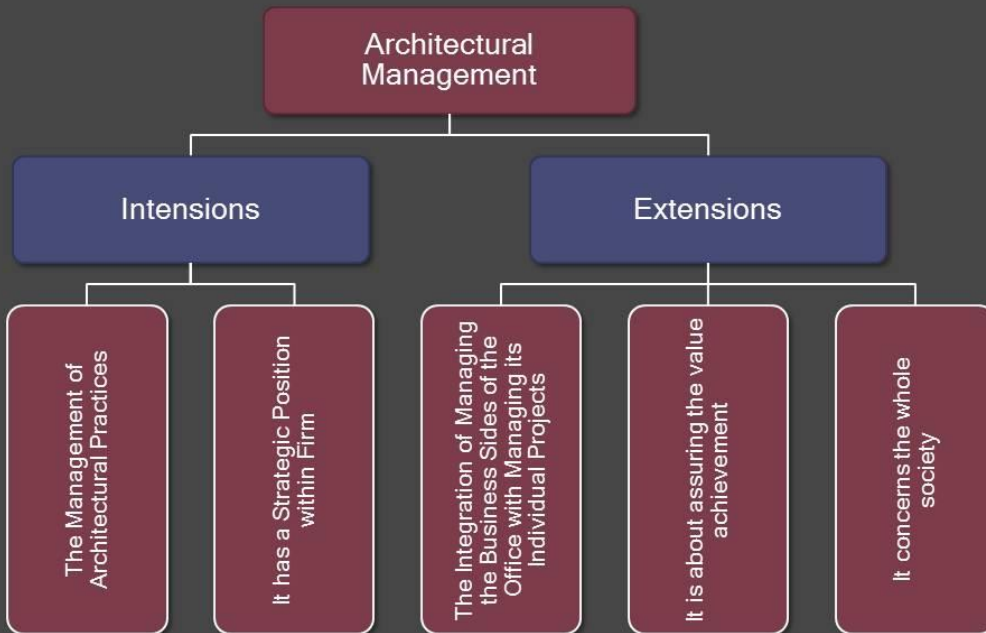 Architectural
Management
Intensions
Extensions
The Management of
Architectural Practices
It has a Strategic Position
within Firm
The Integration of Managing
the Business Sides of the
Office with Managing its
Individual Projects
It is about assuring the value
achievement
It concerns the whole
society